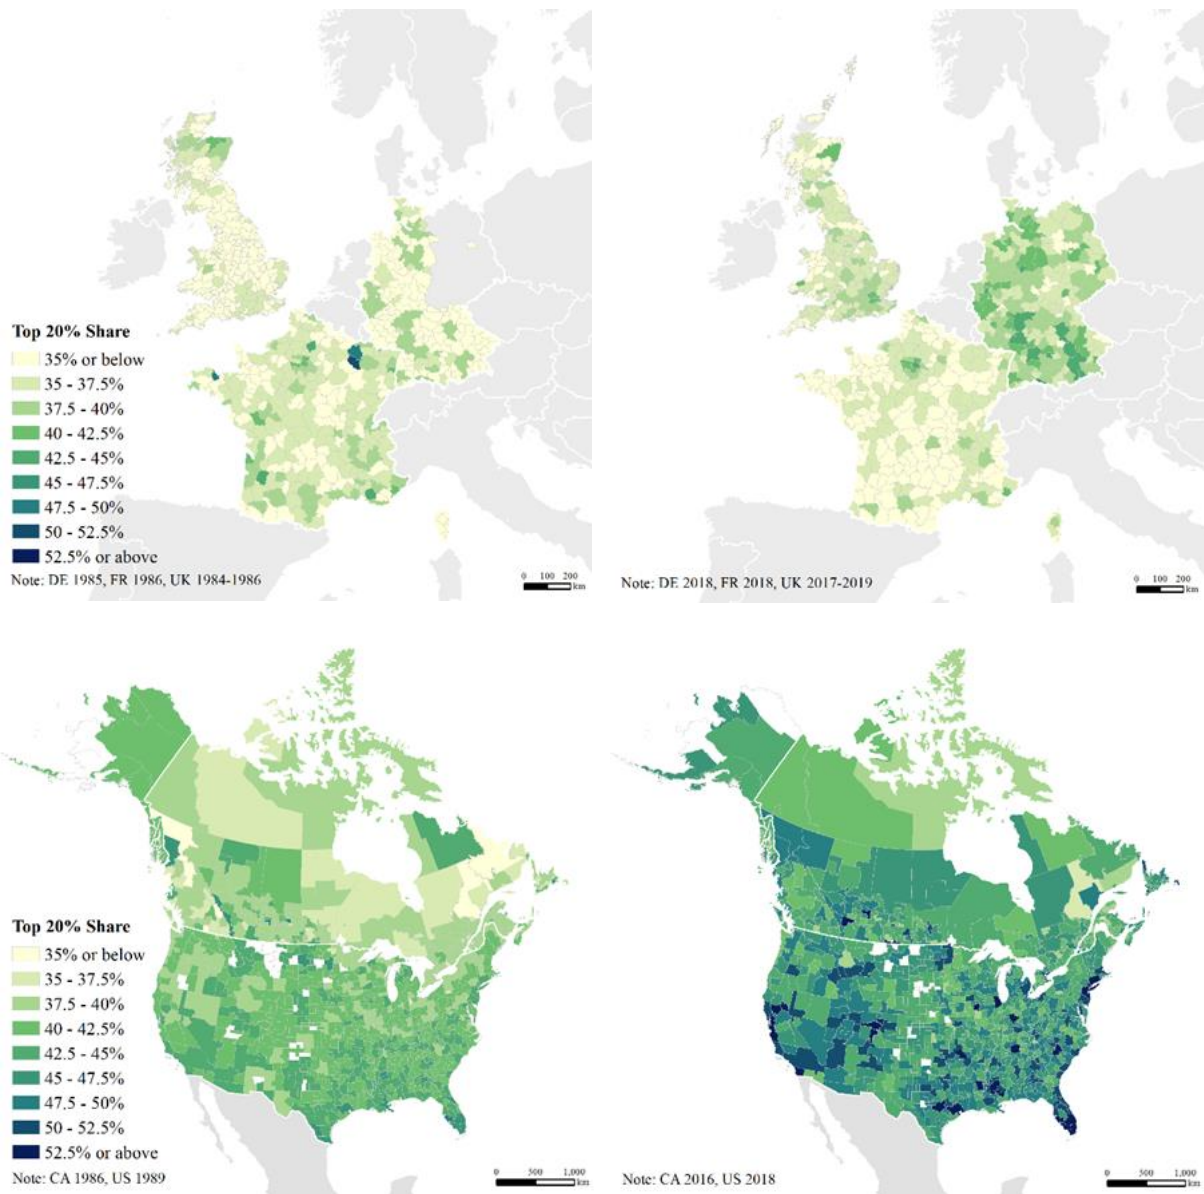 Top 20% Share
35% or below
35 - 37.5%
37.5 - 40%
40 - 42.5%
42.5 - 45%
45 - 47.5%
47.5 - 50%
50 - 52.5%
52.5% or above
Note: DE 1985, FR 1986, UK 1984-1986
0 100 200
km
Note: DE 2018, FR 2018, UK 2017-2019
0 100 200
km
Top 20% Share
35% or below
35 - 37.5%
37.5 - 40%
40 - 42.5%
42.5 - 45%
45 - 47.5%
47.5 - 50%
50 - 52.5%
52.5% or above
Note: CA 1986, US 1989
0 500 1,000
km
Note: CA 2016, US 2018
0 500 1,000
km